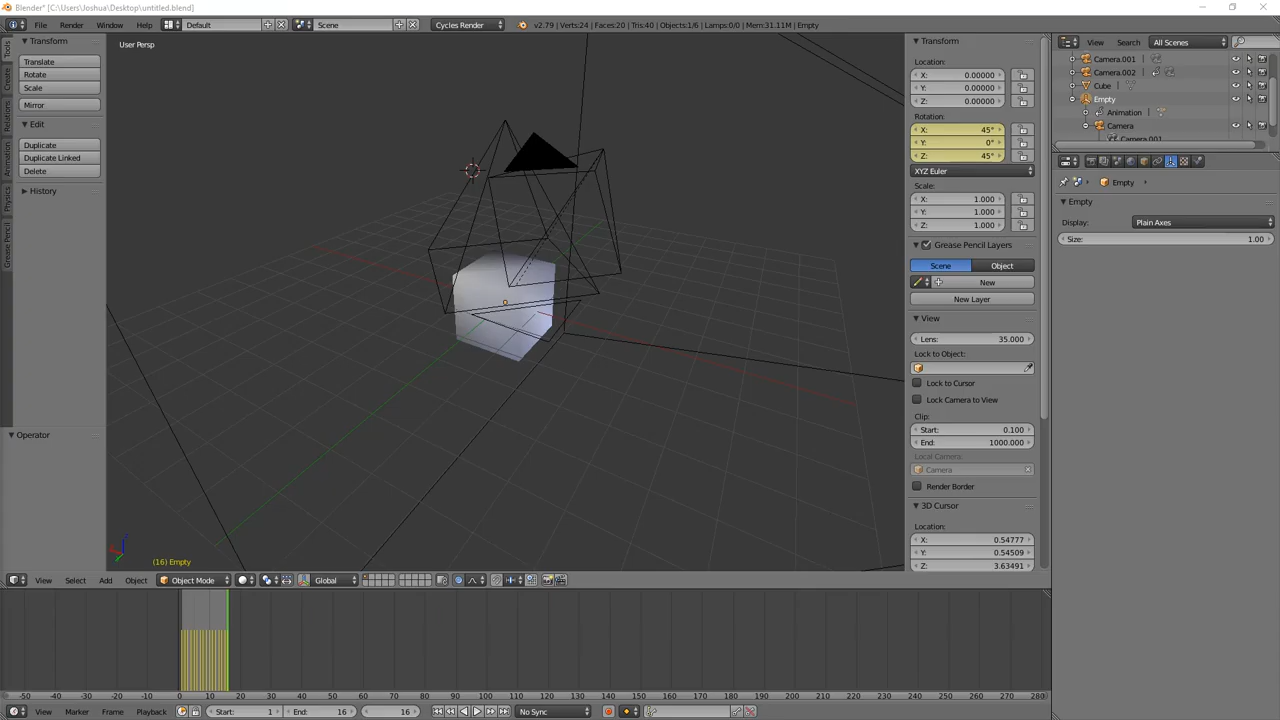 Blender* [C:\Users\Joshua\Desktop\untitled.blend]
File Render Window Help Default Scene Cycles Render v2.79 | Verts:24 | Faces:20 | Tris:40 | Objects:1/6 | Lamps:0/0 | Mem:31.11M | Empty
Tools
Create
Relations
Animation
Physics
Grease Pencil
Transform
Translate
Rotate
Scale
Mirror
Edit
Duplicate
Duplicate Linked
Delete
History
Operator
User Persp
(16) Empty
Transform
Location:
X: 0.00000
Y: 0.00000
Z: 0.00000
Rotation:
X: 45°
Y: 0°
Z: 45°
XYZ Euler
Scale:
X: 1.000
Y: 1.000
Z: 1.000
Grease Pencil Layers
Scene Object
New
New Layer
View
Lens: 35.000
Lock to Object:
Lock to Cursor
Lock Camera to View
Clip:
Start: 0.100
End: 1000.000
Local Camera:
Camera
Render Border
3D Cursor
Location:
X: 0.54777
Y: 0.54509
Z: 3.63491
View Search All Scenes
Camera.001
Camera.002
Cube
Empty
Animation
Camera
Camera.001
Empty
Empty
Display: Plain Axes
Size: 1.00
View Select Add Object Object Mode Global
-50 -40 -30 -20 -10 0 10 20 30 40 50 60 70 80 90 100 110 120 130 140 150 160 170 180 190 200 210 220 230 240 250 260 270 280
View Marker Frame Playback Start: 1 End: 16 16 No Sync